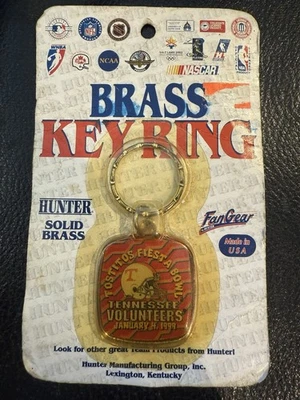 WNBA
NCAA
NASCAR
BRASS
KEY RING
HUNTER
SOLID
BRASS
FanGear
Made in
USA
TOSTITOS FIESTA BOWL
T
TENNESSEE
VOLUNTEERS
JANUARY 4, 1999
Look for other great Team Products from Hunter!
Hunter Manufacturing Group, inc.
Lexington, Kentucky